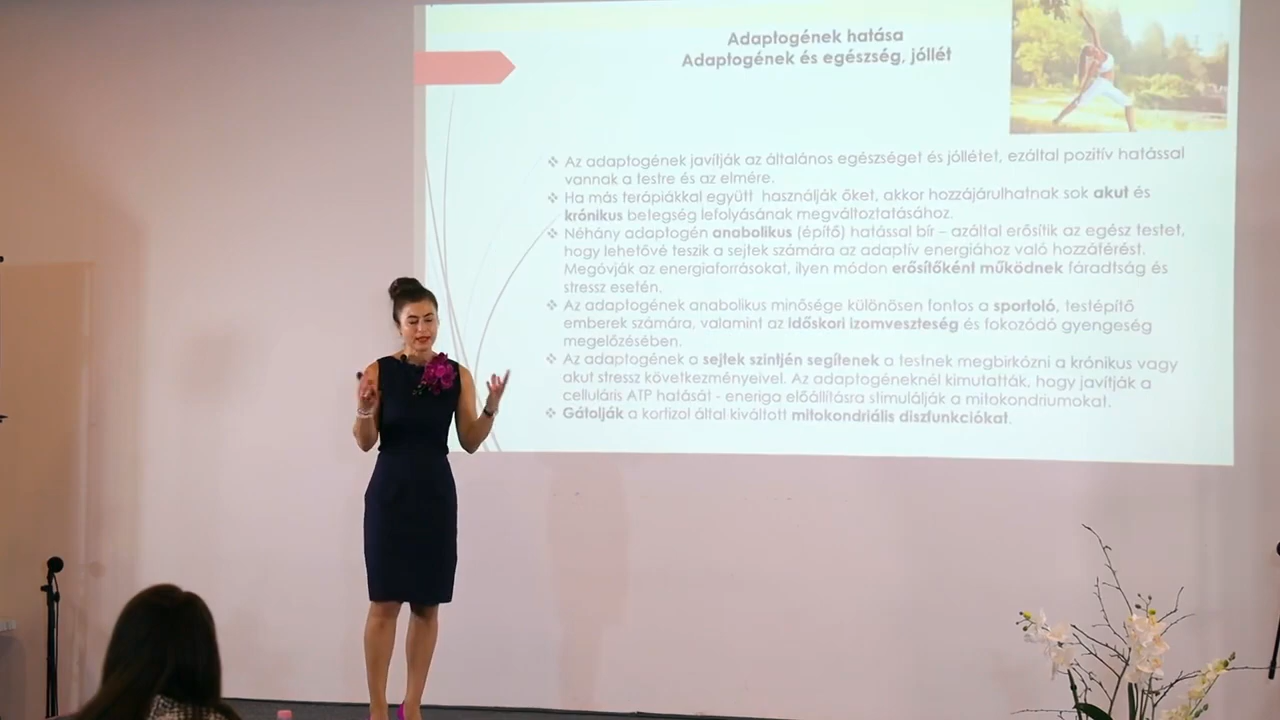 Adaptogének hatása
Adaptogének és egészség, jóllét
❖ Az adaptogének javítják az általános egészséget és jóllétet, ezáltal pozitív hatással
vannak a testre és az elmére.
❖ Ha más terápiákkal együtt használják őket, akkor hozzájárulhatnak sok akut és
krónikus betegség lefolyásának megváltoztatásához.
❖ Néhány adaptogén anabolikus (építő) hatással bír – azáltal erősítik az egész testet,
hogy lehetővé teszik a sejtek számára az adaptív energiához való hozzáférést.
Megóvják az energiaforrásokat, ilyen módon erősítőként működnek fáradtság és
stressz esetén.
❖ Az adaptogének anabolikus minősége különösen fontos a sportoló, testépítő
emberek számára, valamint az időskori izomveszteség és fokozódó gyengeség
megelőzésében.
❖ Az adaptogének a sejtek szintjén segítenek a testnek megbirkózni a krónikus vagy
akut stressz következményeivel. Az adaptogéneknél kimutatták, hogy javítják a
celluláris ATP hatását - eneriga előállításra stimulálják a mitokondriumokat.
❖ Gátolják a kortizol által kiváltott mitokondriális diszfunkciókat.